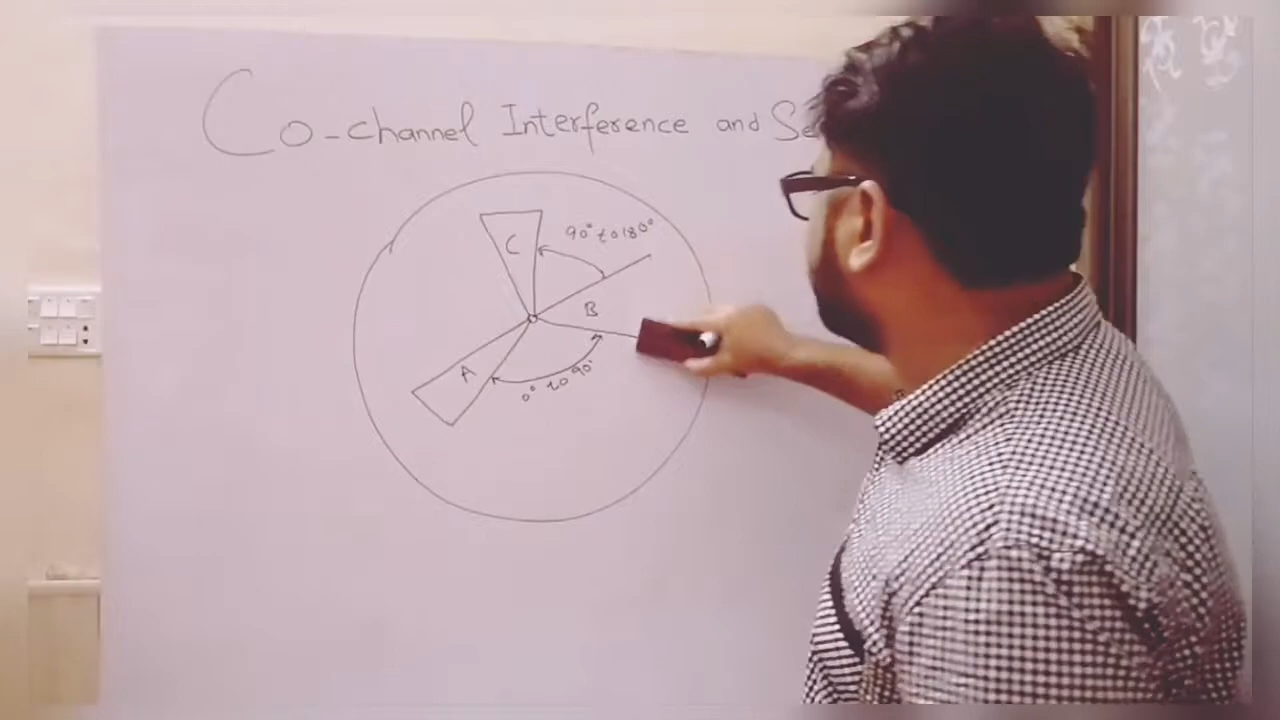 Co-channel Interference and Se
90° to 180°
C
B
A
0° to 90°